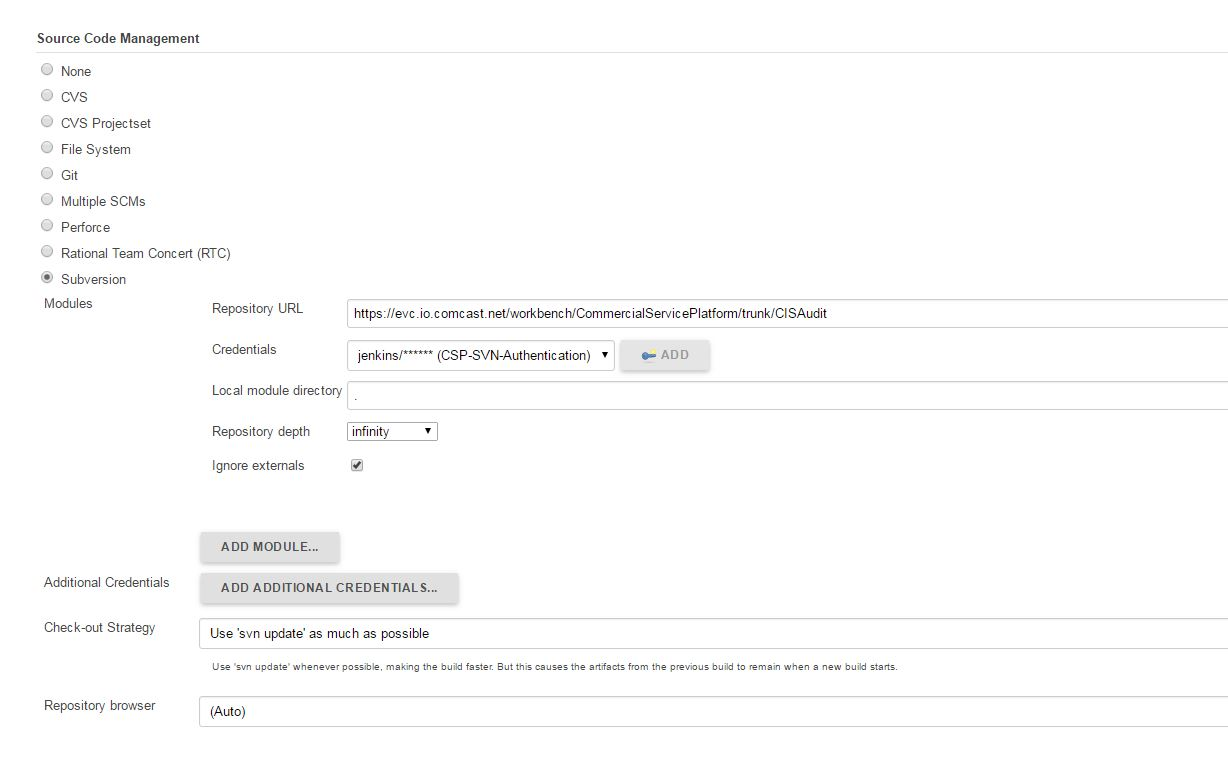 Source Code Management
None
CVS
CVS Projectset
File System
Git
Multiple SCMs
Perforce
Rational Team Concert (RTC)
Subversion
Modules
Repository URL
https://evc.io.comcast.net/workbench/CommercialServicePlatform/trunk/CISAudit
Credentials
jenkins/****** (CSP-SVN-Authentication)
ADD
Local module directory
.
Repository depth
infinity
Ignore externals
ADD MODULE...
Additional Credentials
ADD ADDITIONAL CREDENTIALS...
Check-out Strategy
Use 'svn update' as much as possible
Use 'svn update' whenever possible, making the build faster. But this causes the artifacts from the previous build to remain when a new build starts.
Repository browser
(Auto)